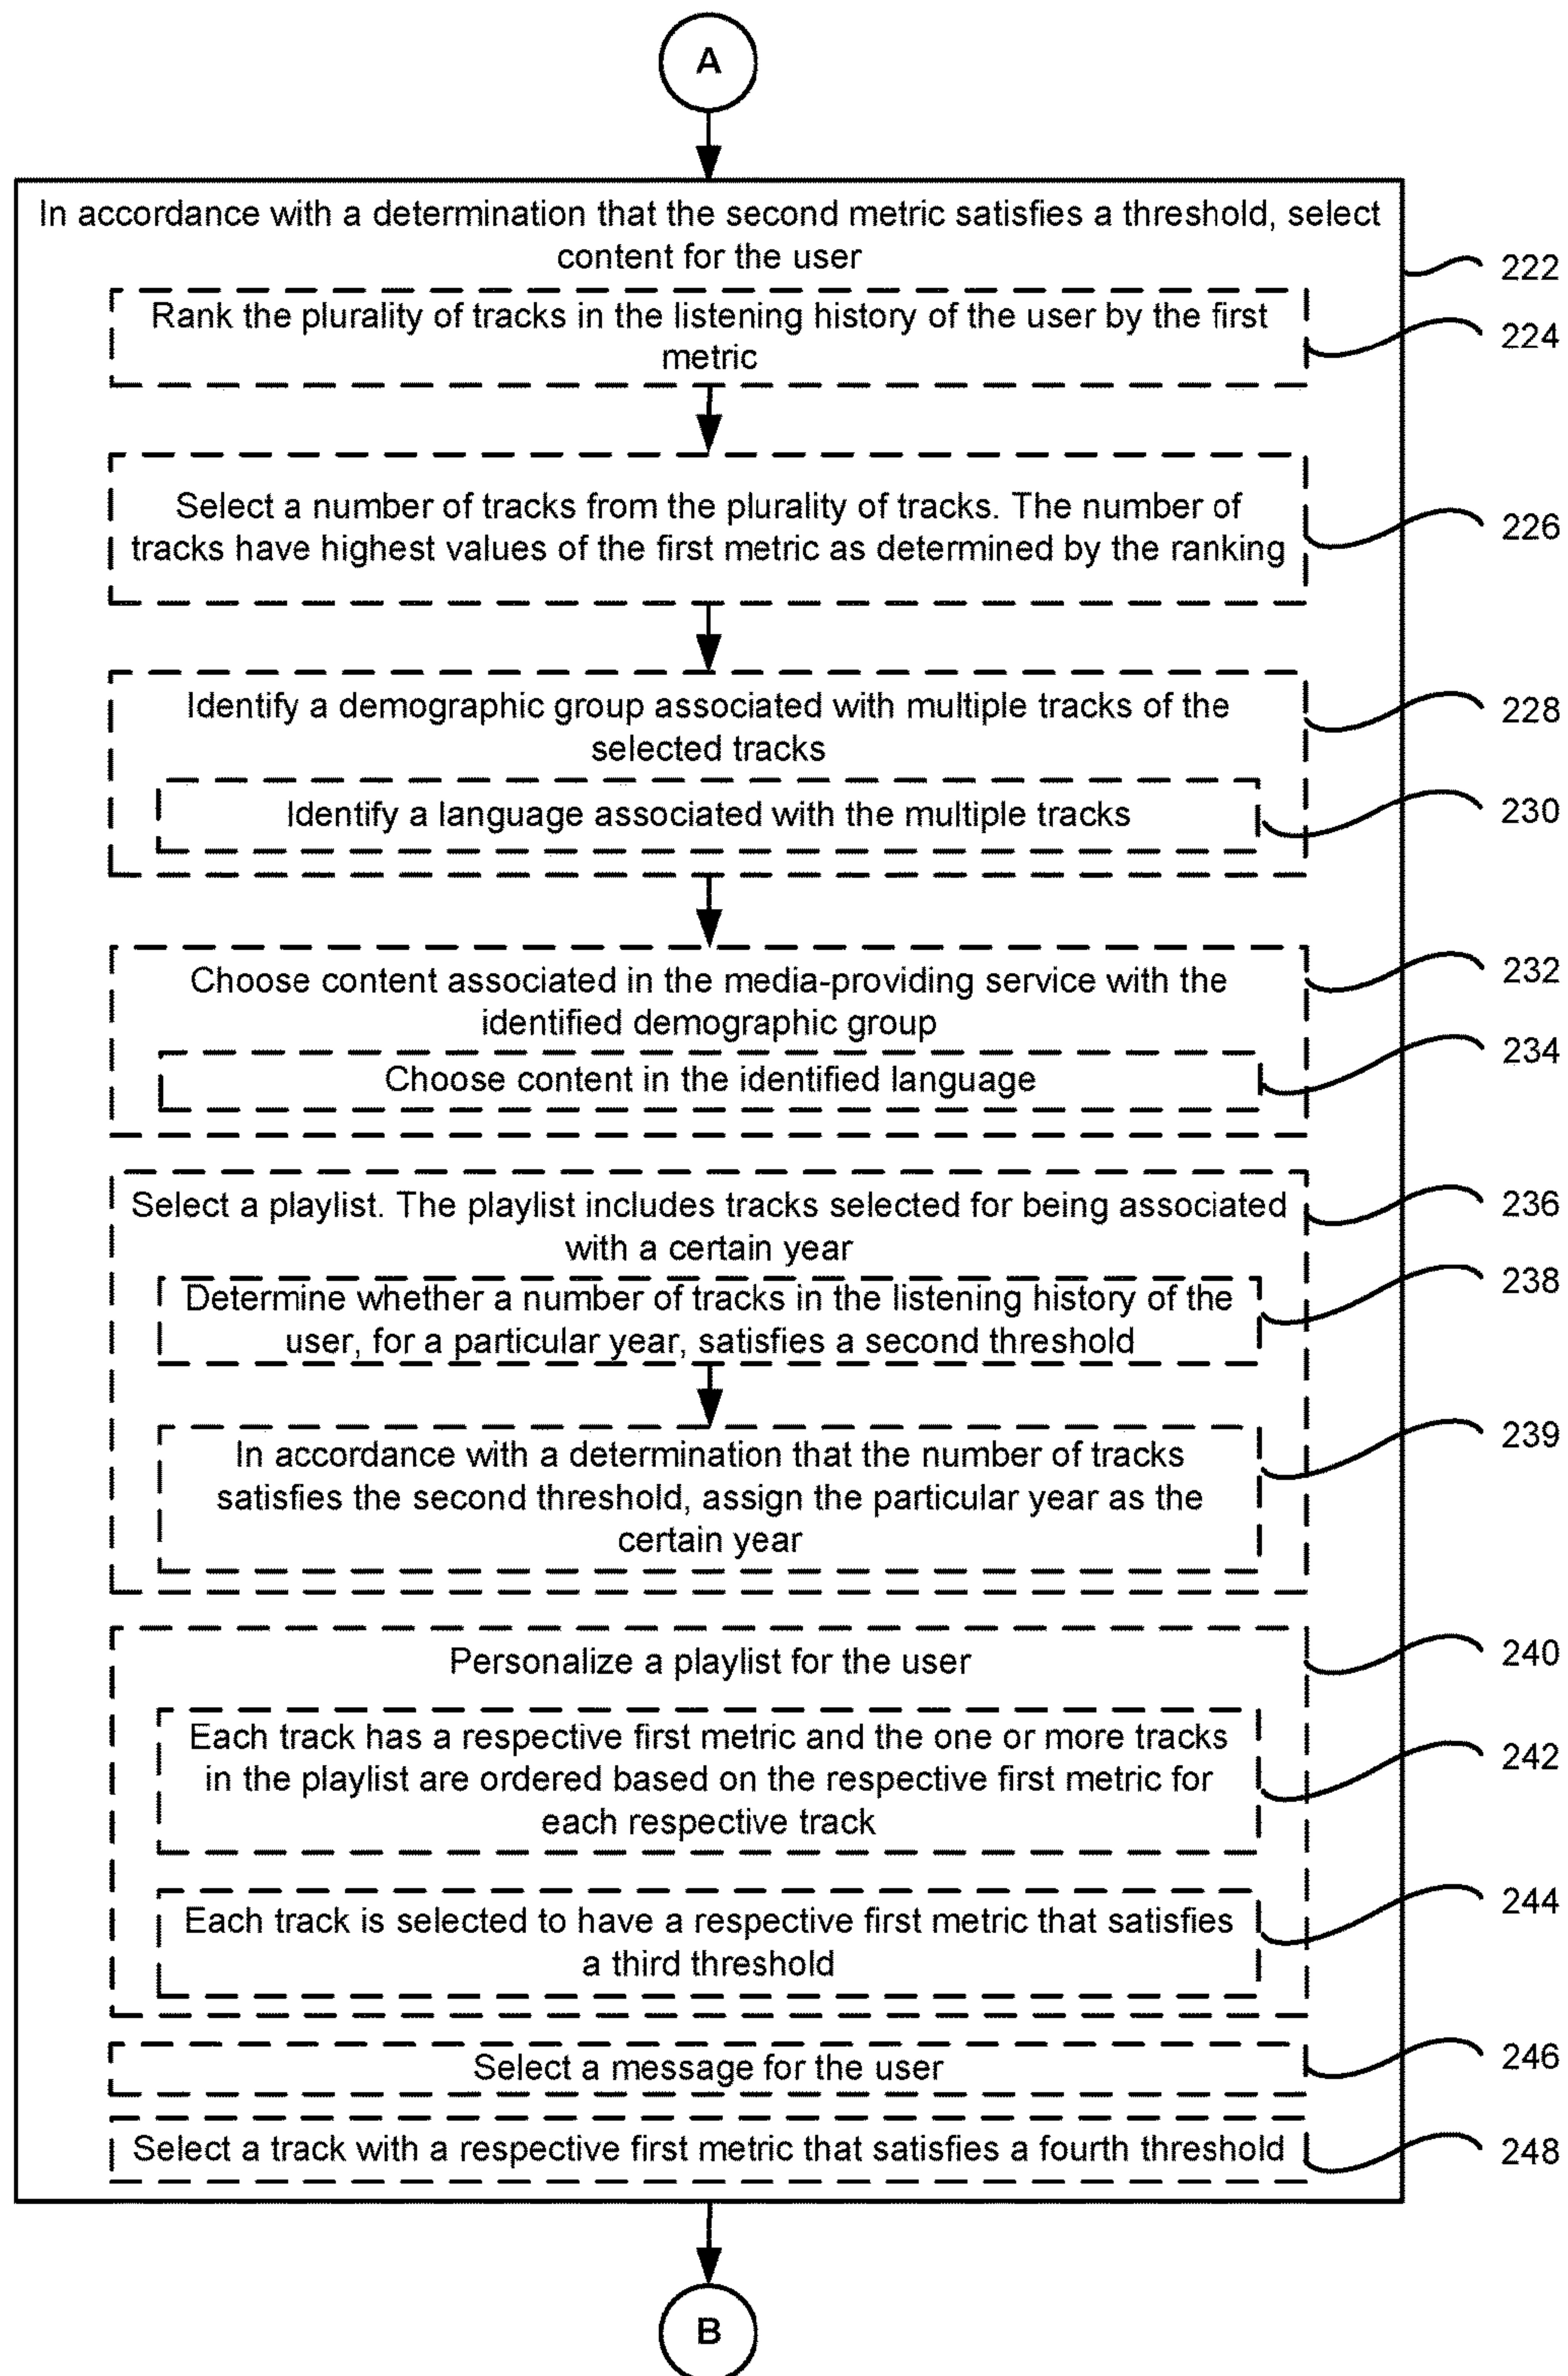 A
In accordance with a determination that the second metric satisfies a threshold, select
content for the user
222
Rank the plurality of tracks in the listening history of the user by the first
metric
224
Select a number of tracks from the plurality of tracks. The number of
tracks have highest values of the first metric as determined by the ranking
226
Identify a demographic group associated with multiple tracks of the
selected tracks
228
Identify a language associated with the multiple tracks
230
Choose content associated in the media-providing service with the
identified demographic group
232
Choose content in the identified language
234
Select a playlist. The playlist includes tracks selected for being associated
with a certain year
236
Determine whether a number of tracks in the listening history of the
user, for a particular year, satisfies a second threshold
238
In accordance with a determination that the number of tracks
satisfies the second threshold, assign the particular year as the
certain year
239
Personalize a playlist for the user
240
Each track has a respective first metric and the one or more tracks
in the playlist are ordered based on the respective first metric for
each respective track
242
Each track is selected to have a respective first metric that satisfies
a third threshold
244
Select a message for the user
246
Select a track with a respective first metric that satisfies a fourth threshold
248
B